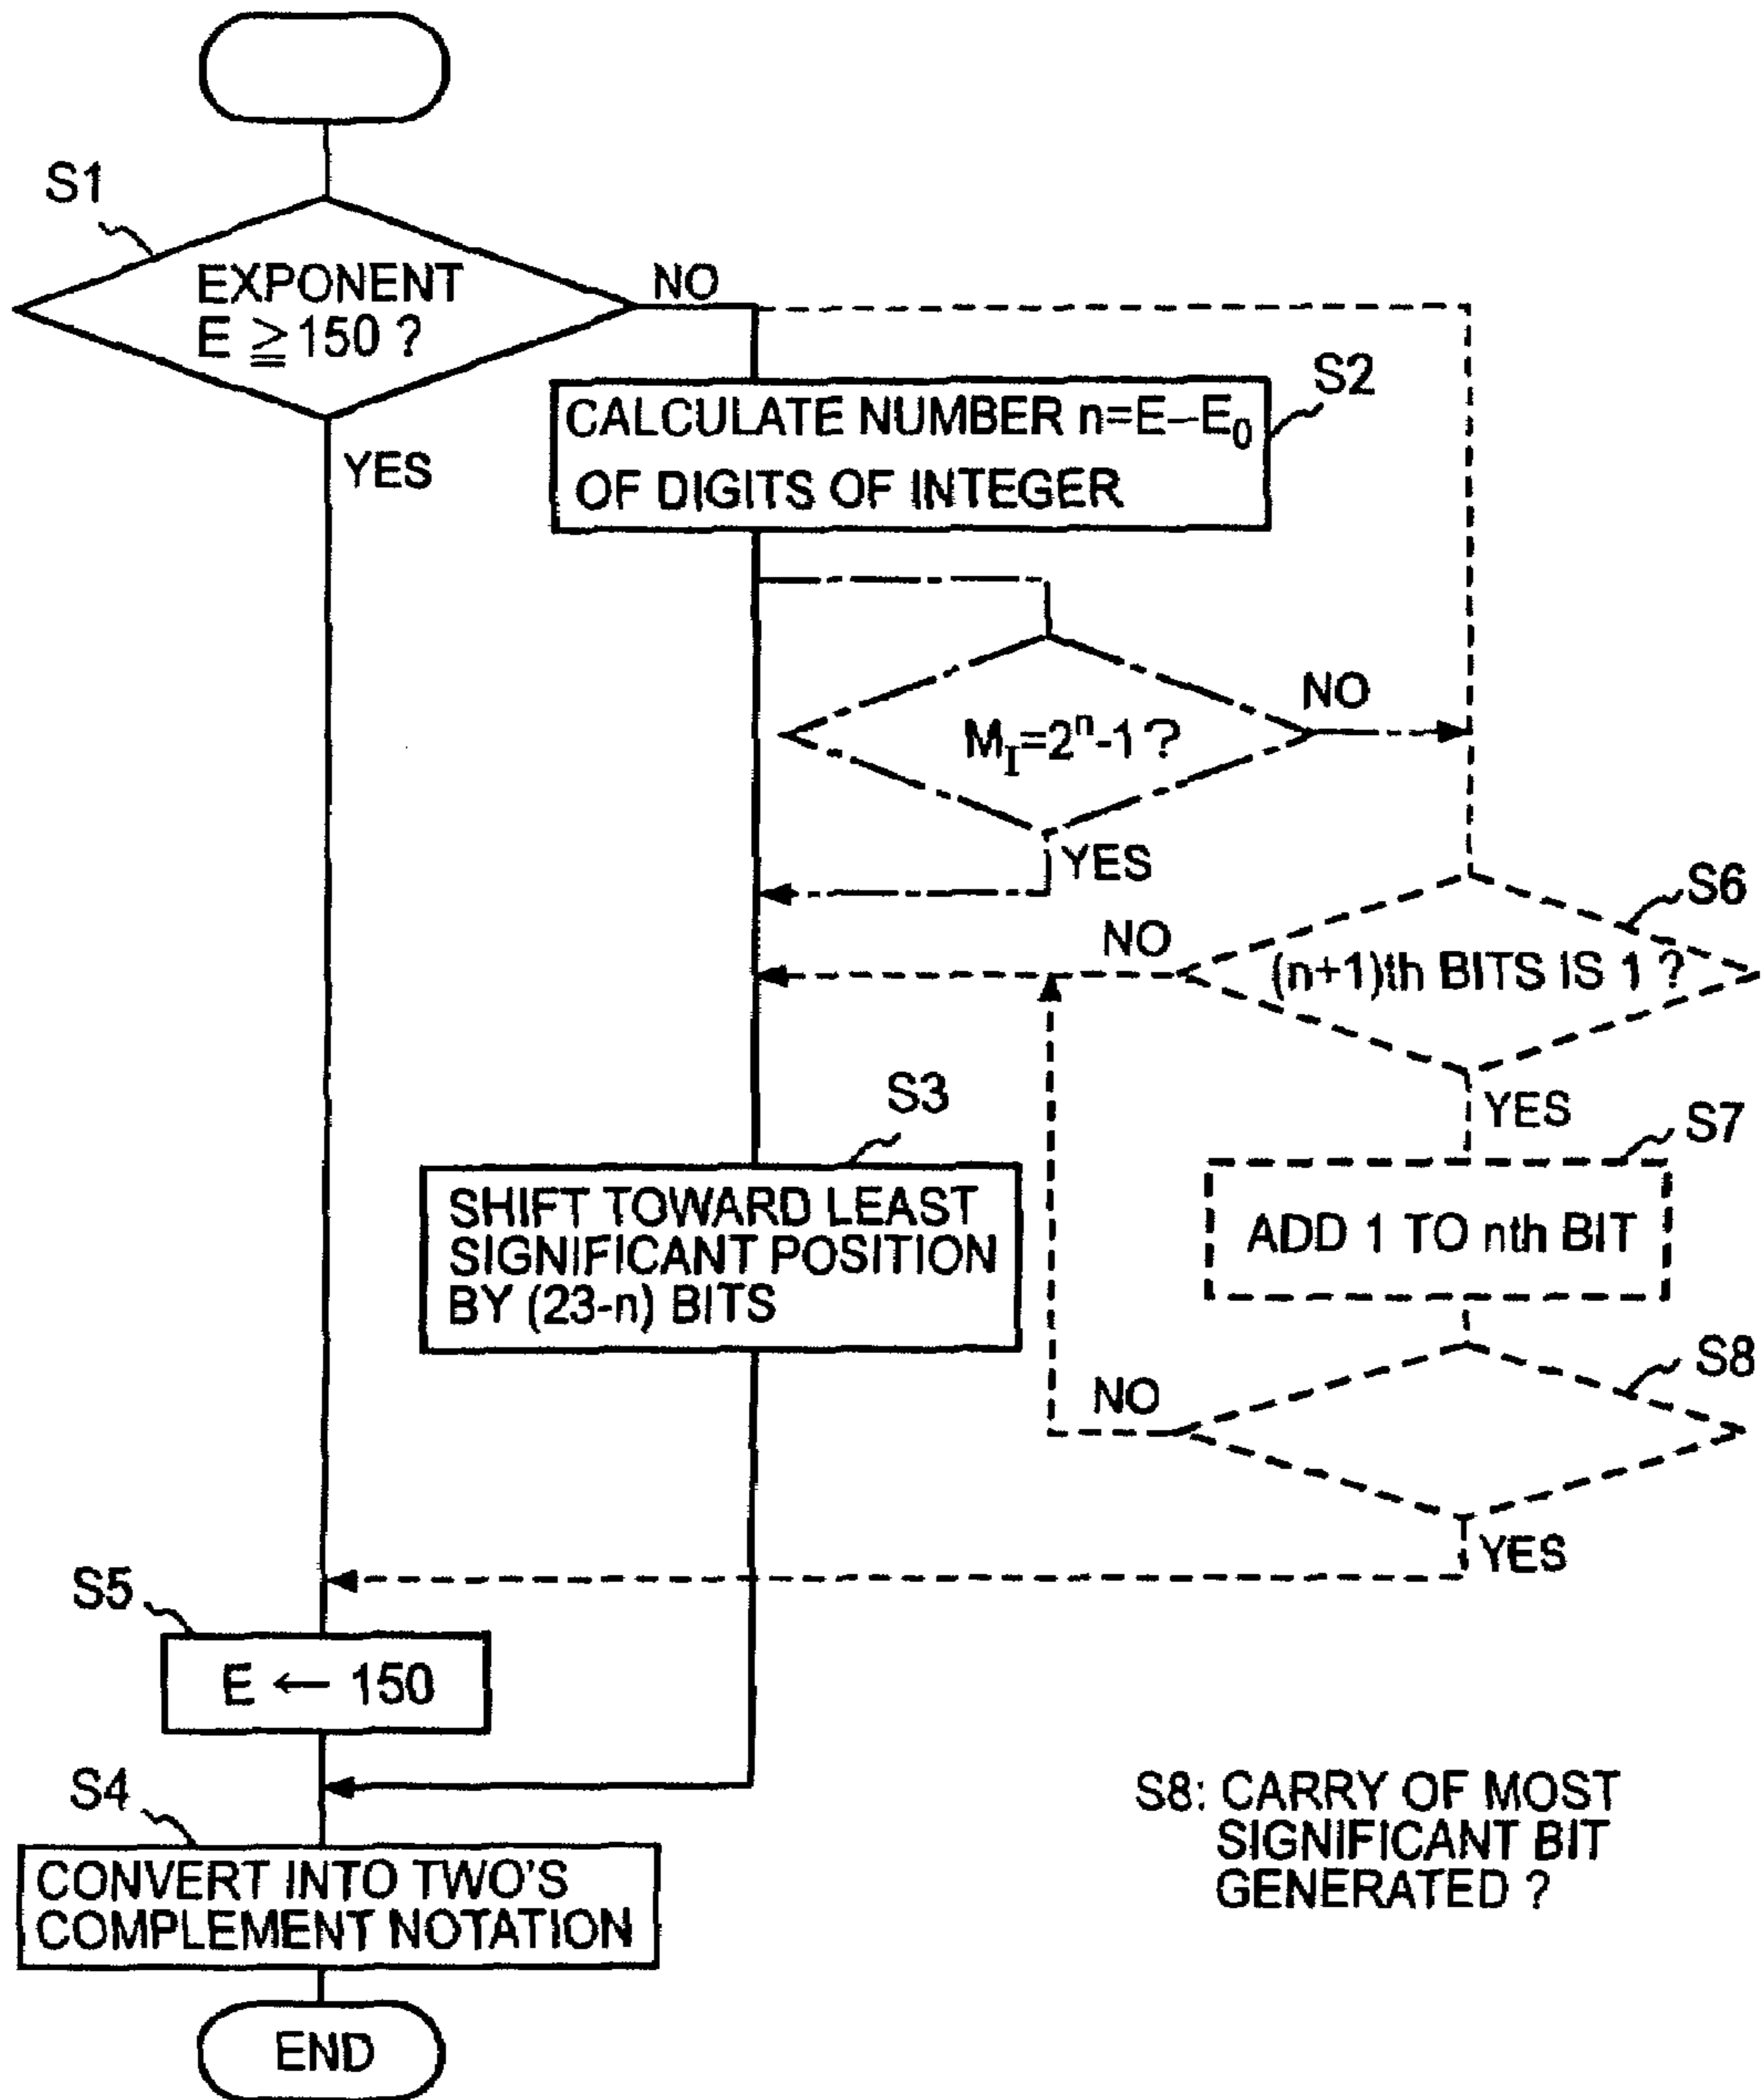 S1
EXPONENT
E ≧ 150 ?
NO
YES
S2
CALCULATE NUMBER n=E–E₀
OF DIGITS OF INTEGER
M_I=2ⁿ-1 ?
NO
YES
S6
(n+1)th BITS IS 1 ?
NO
YES
S3
SHIFT TOWARD LEAST
SIGNIFICANT POSITION
BY (23-n) BITS
S7
ADD 1 TO nth BIT
S8
NO
YES
S5
E ← 150
S4
CONVERT INTO TWO'S
COMPLEMENT NOTATION
END
S8: CARRY OF MOST
SIGNIFICANT BIT
GENERATED ?